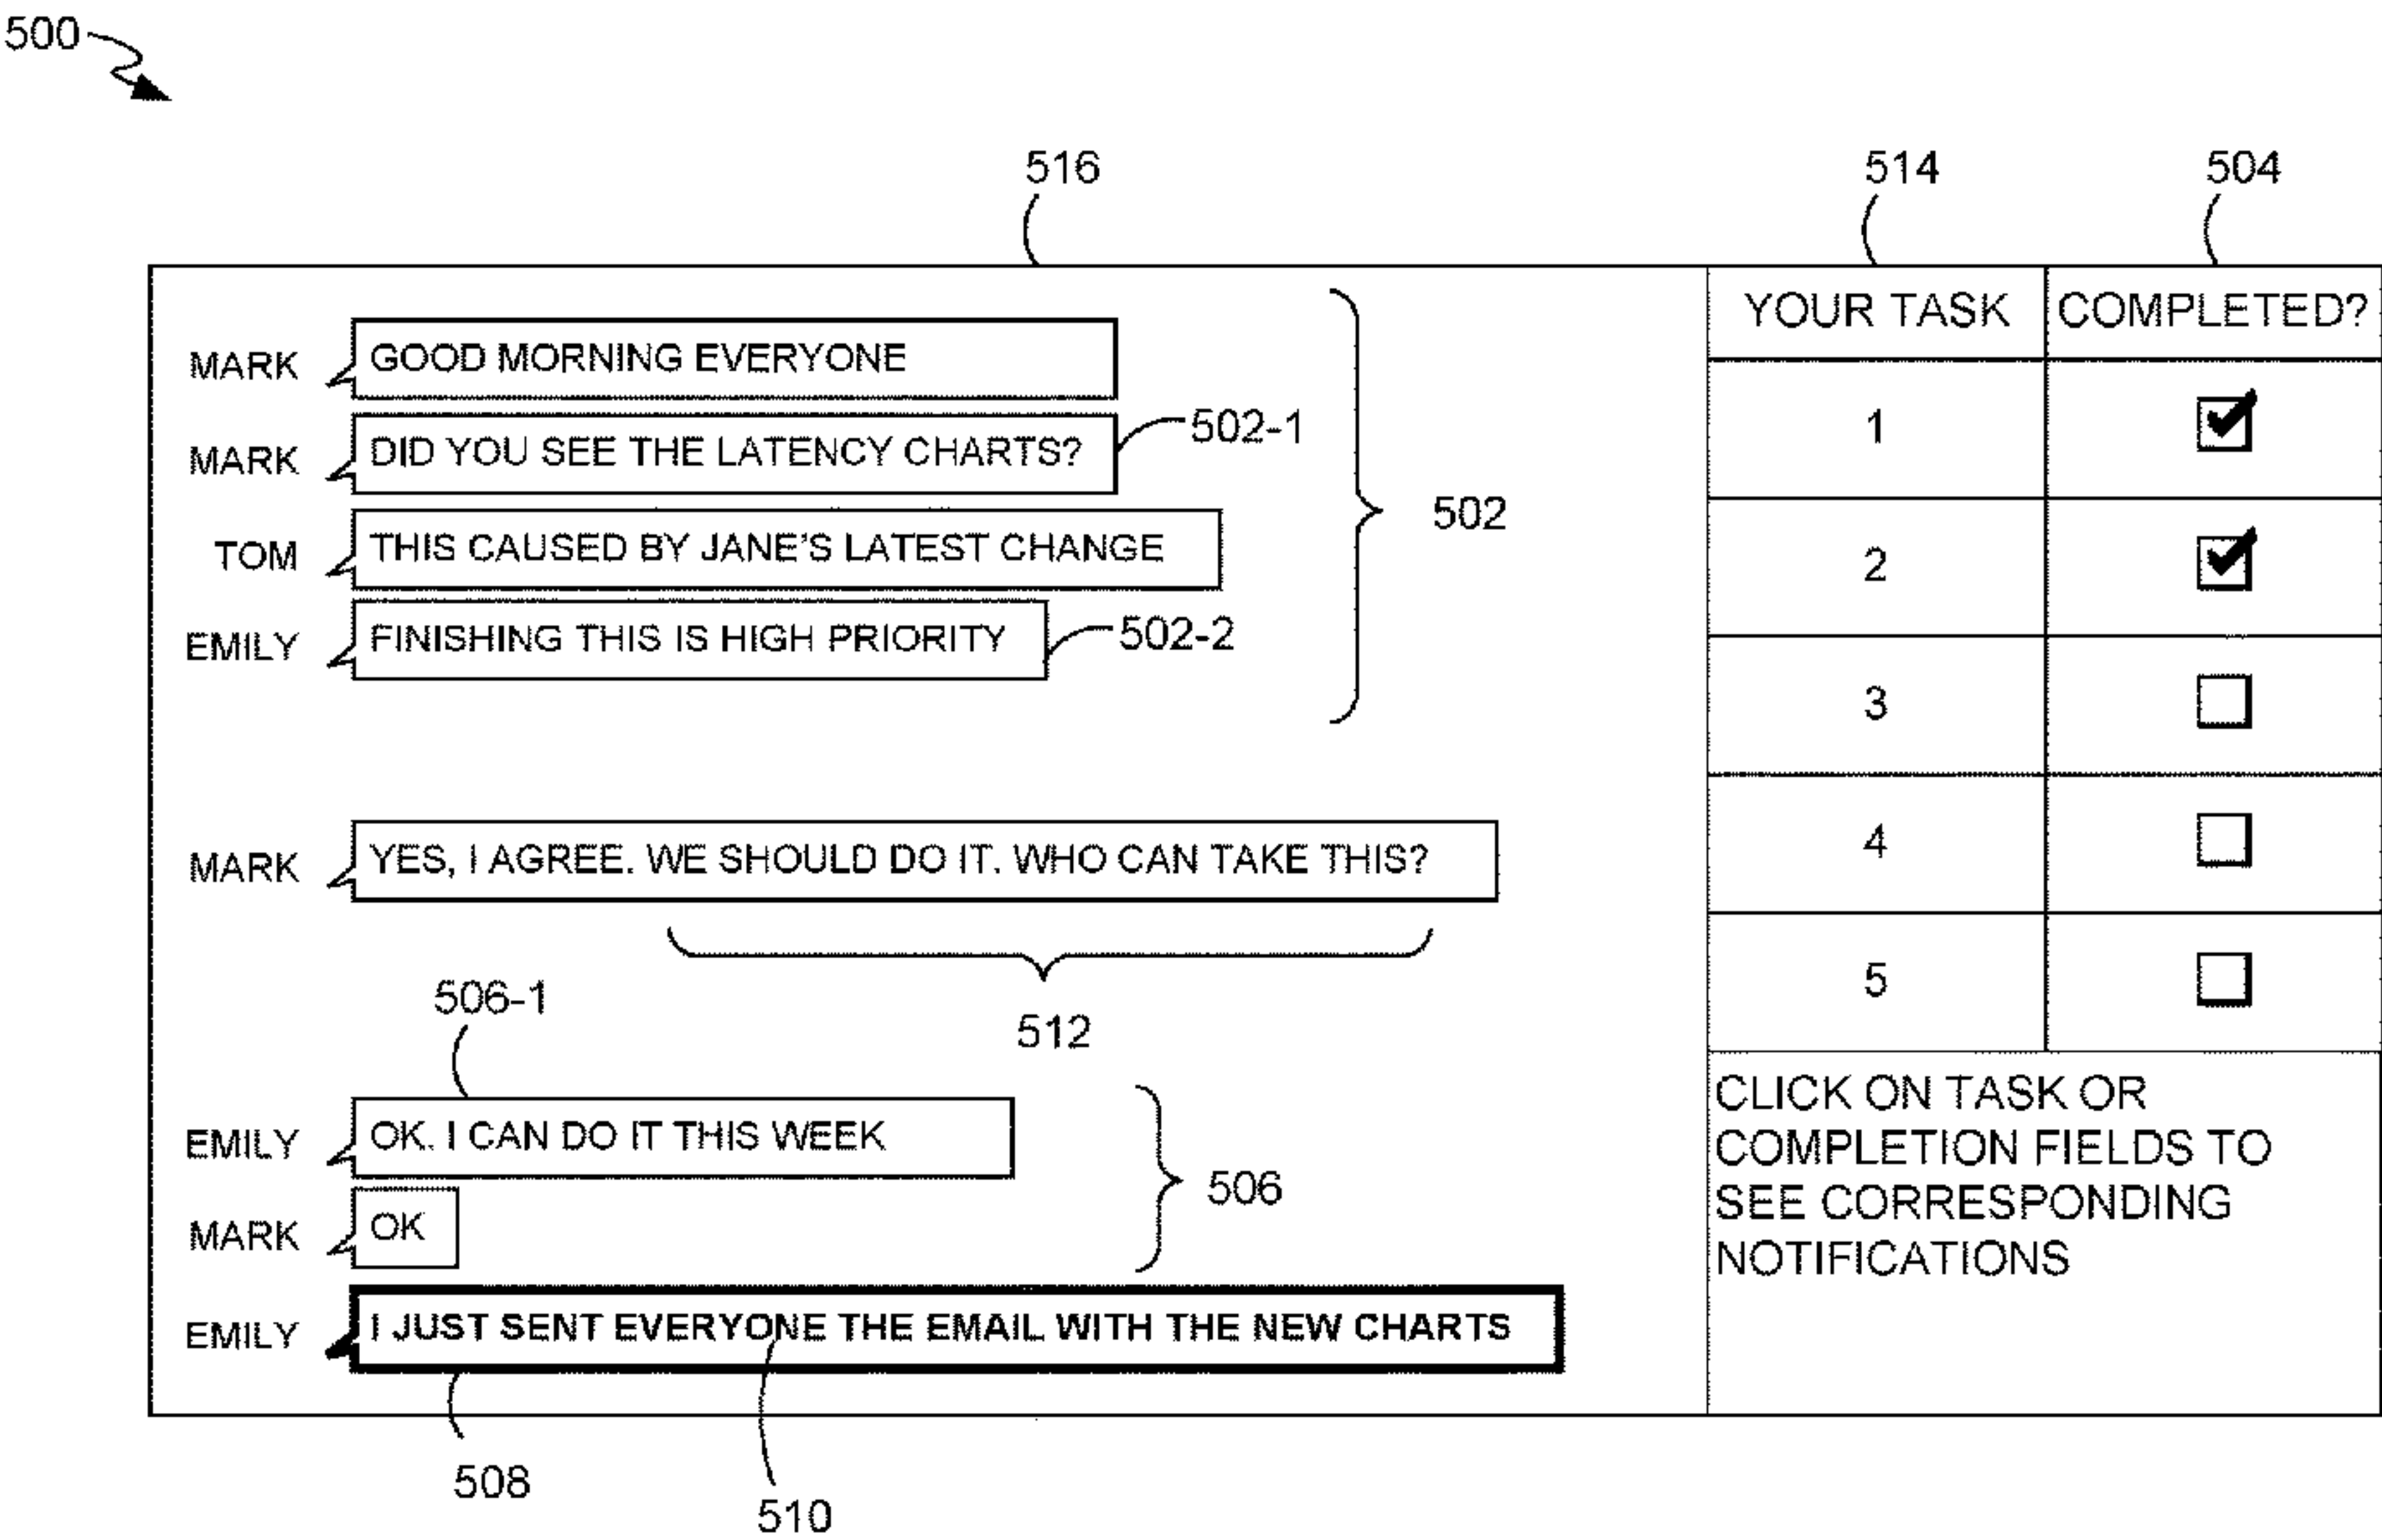 500
516
514
504
YOUR TASK
COMPLETED?
MARK
GOOD MORNING EVERYONE
MARK
DID YOU SEE THE LATENCY CHARTS?
502-1
TOM
THIS CAUSED BY JANE'S LATEST CHANGE
EMILY
FINISHING THIS IS HIGH PRIORITY
502-2
502
MARK
YES, I AGREE. WE SHOULD DO IT. WHO CAN TAKE THIS?
512
506-1
EMILY
OK. I CAN DO IT THIS WEEK
MARK
OK
506
EMILY
I JUST SENT EVERYONE THE EMAIL WITH THE NEW CHARTS
508
510
1
2
3
4
5
CLICK ON TASK OR
COMPLETION FIELDS TO
SEE CORRESPONDING
NOTIFICATIONS